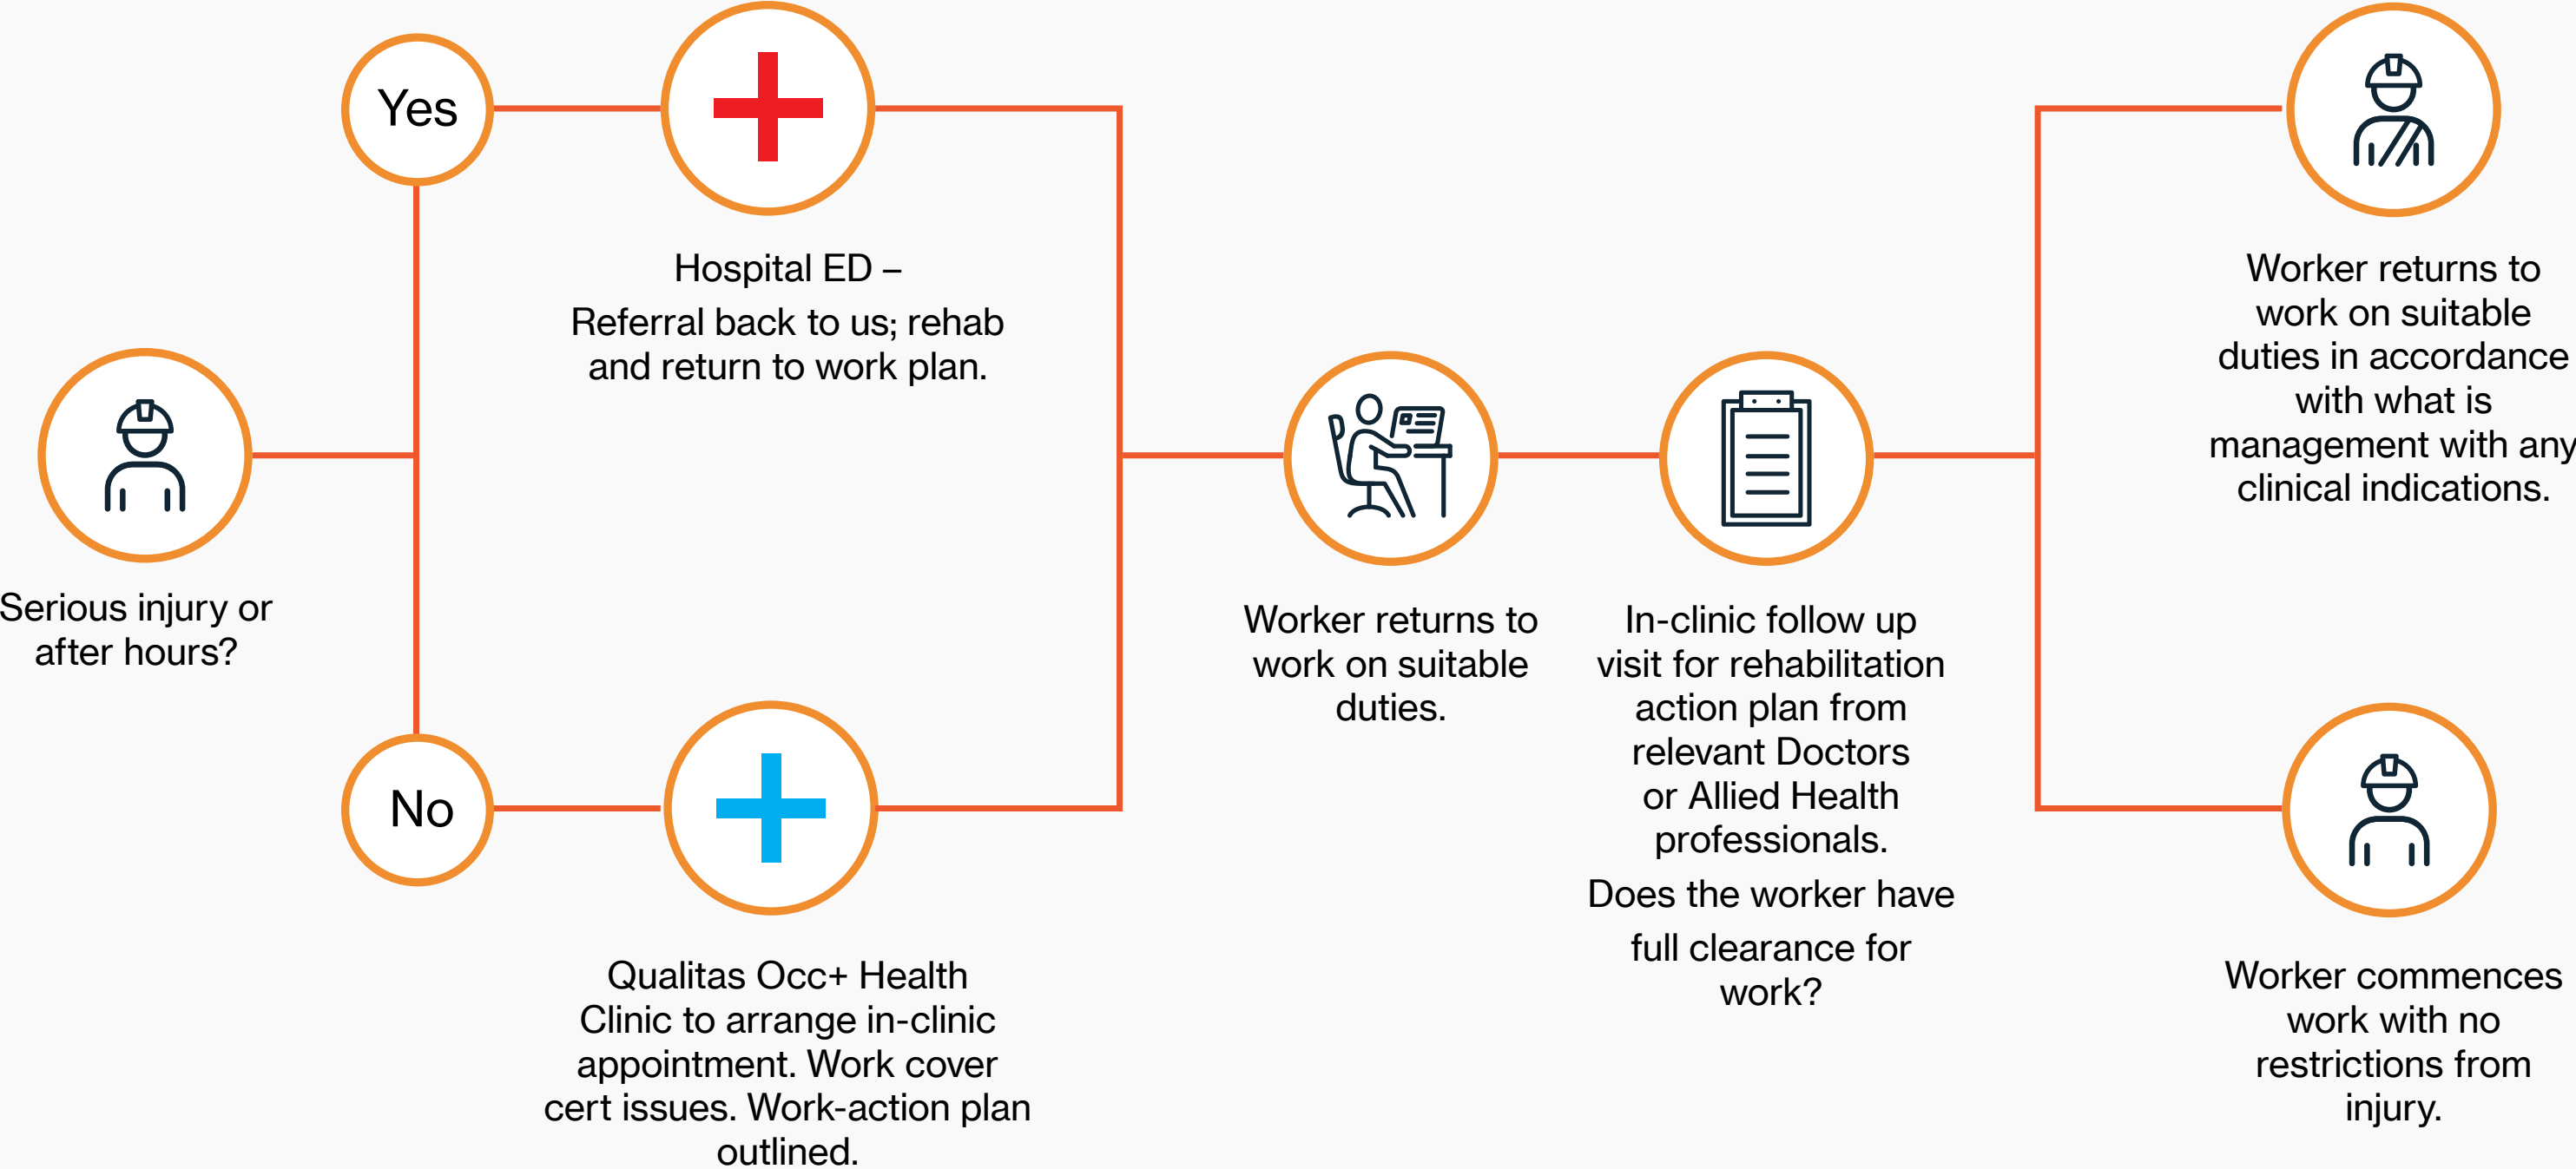 Serious injury or
after hours?
Yes
Hospital ED –
Referral back to us; rehab
and return to work plan.
No
Qualitas Occ+ Health
Clinic to arrange in-clinic
appointment. Work cover
cert issues. Work-action plan
outlined.
Worker returns to
work on suitable
duties.
In-clinic follow up
visit for rehabilitation
action plan from
relevant Doctors
or Allied Health
professionals.
Does the worker have
full clearance for
work?
Worker returns to
work on suitable
duties in accordance
with what is
management with any
clinical indications.
Worker commences
work with no
restrictions from
injury.